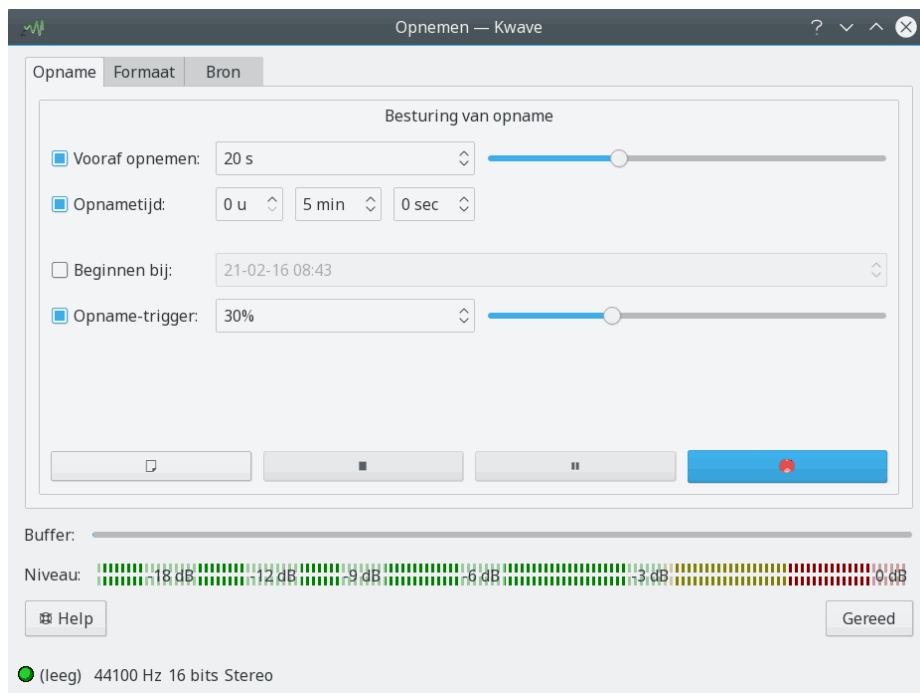 Opnemen — Kwave
Opname Formaat Bron
Besturing van opname
Vooraf opnemen: 20 s
Opnametijd: 0 u 5 min 0 sec
Beginnen bij: 21-02-16 08:43
Opname-trigger: 30%
Buffer:
Niveau: -18 dB -12 dB -9 dB -6 dB -3 dB 0 dB
Help Gereed
(leeg) 44100 Hz 16 bits Stereo